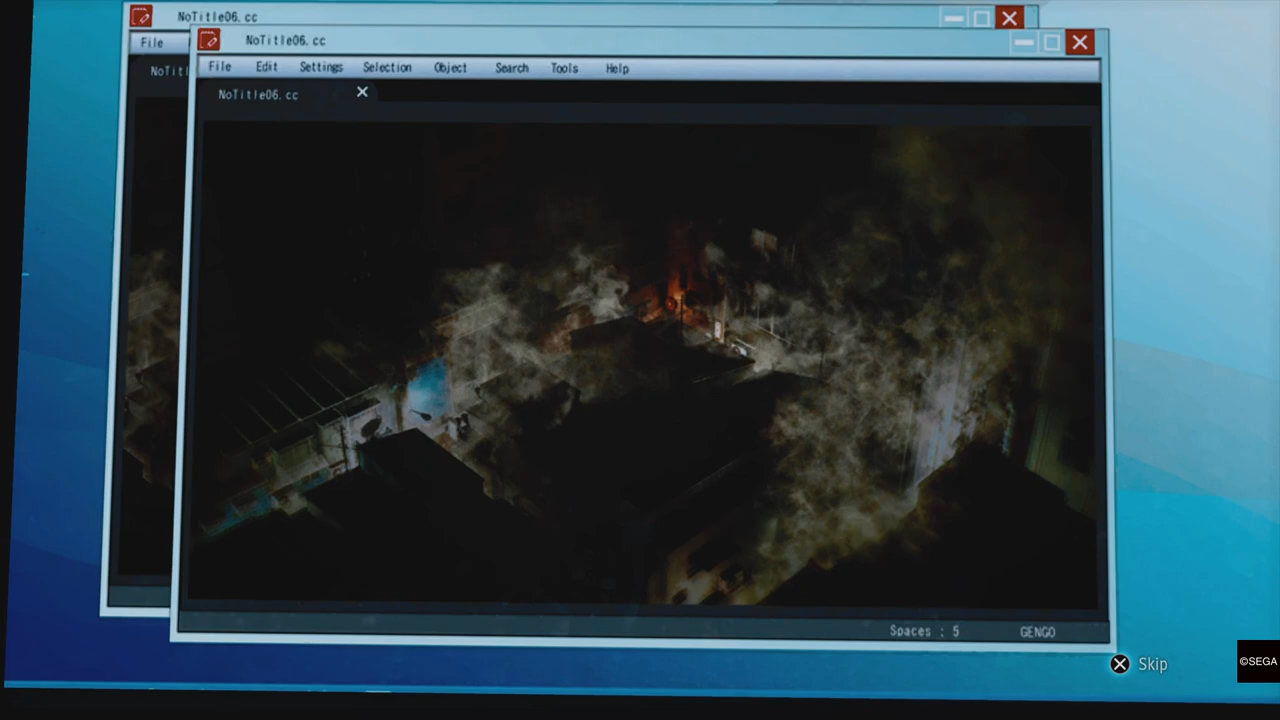 NoTitle06.cc
File
NoTitl
NoTitle06.cc
File Edit Settings Selection Object Search Tools Help
NoTitle06.cc
Spaces : 5 GENGO
Skip
©SEGA